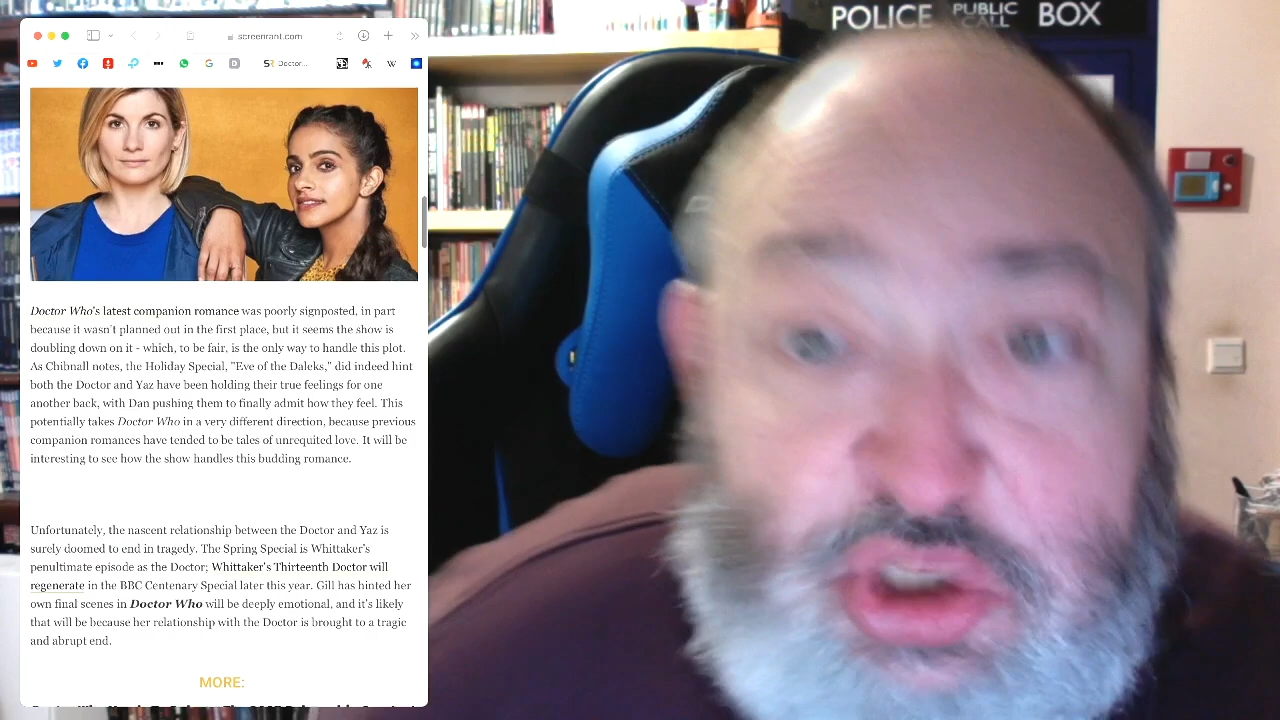 POLICE PUBLIC CALL BOX
screenrant.com
SR Doctor...
Doctor Who's latest companion romance was poorly signposted, in part
because it wasn't planned out in the first place, but it seems the show is
doubling down on it - which, to be fair, is the only way to handle this plot.
As Chibnall notes, the Holiday Special, "Eve of the Daleks," did indeed hint
both the Doctor and Yaz have been holding their true feelings for one
another back, with Dan pushing them to finally admit how they feel. This
potentially takes Doctor Who in a very different direction, because previous
companion romances have tended to be tales of unrequited love. It will be
interesting to see how the show handles this budding romance.
Unfortunately, the nascent relationship between the Doctor and Yaz is
surely doomed to end in tragedy. The Spring Special is Whittaker's
penultimate episode as the Doctor; Whittaker's Thirteenth Doctor will
regenerate in the BBC Centenary Special later this year. Gill has hinted her
own final scenes in Doctor Who will be deeply emotional, and it's likely
that will be because her relationship with the Doctor is brought to a tragic
and abrupt end.
MORE: